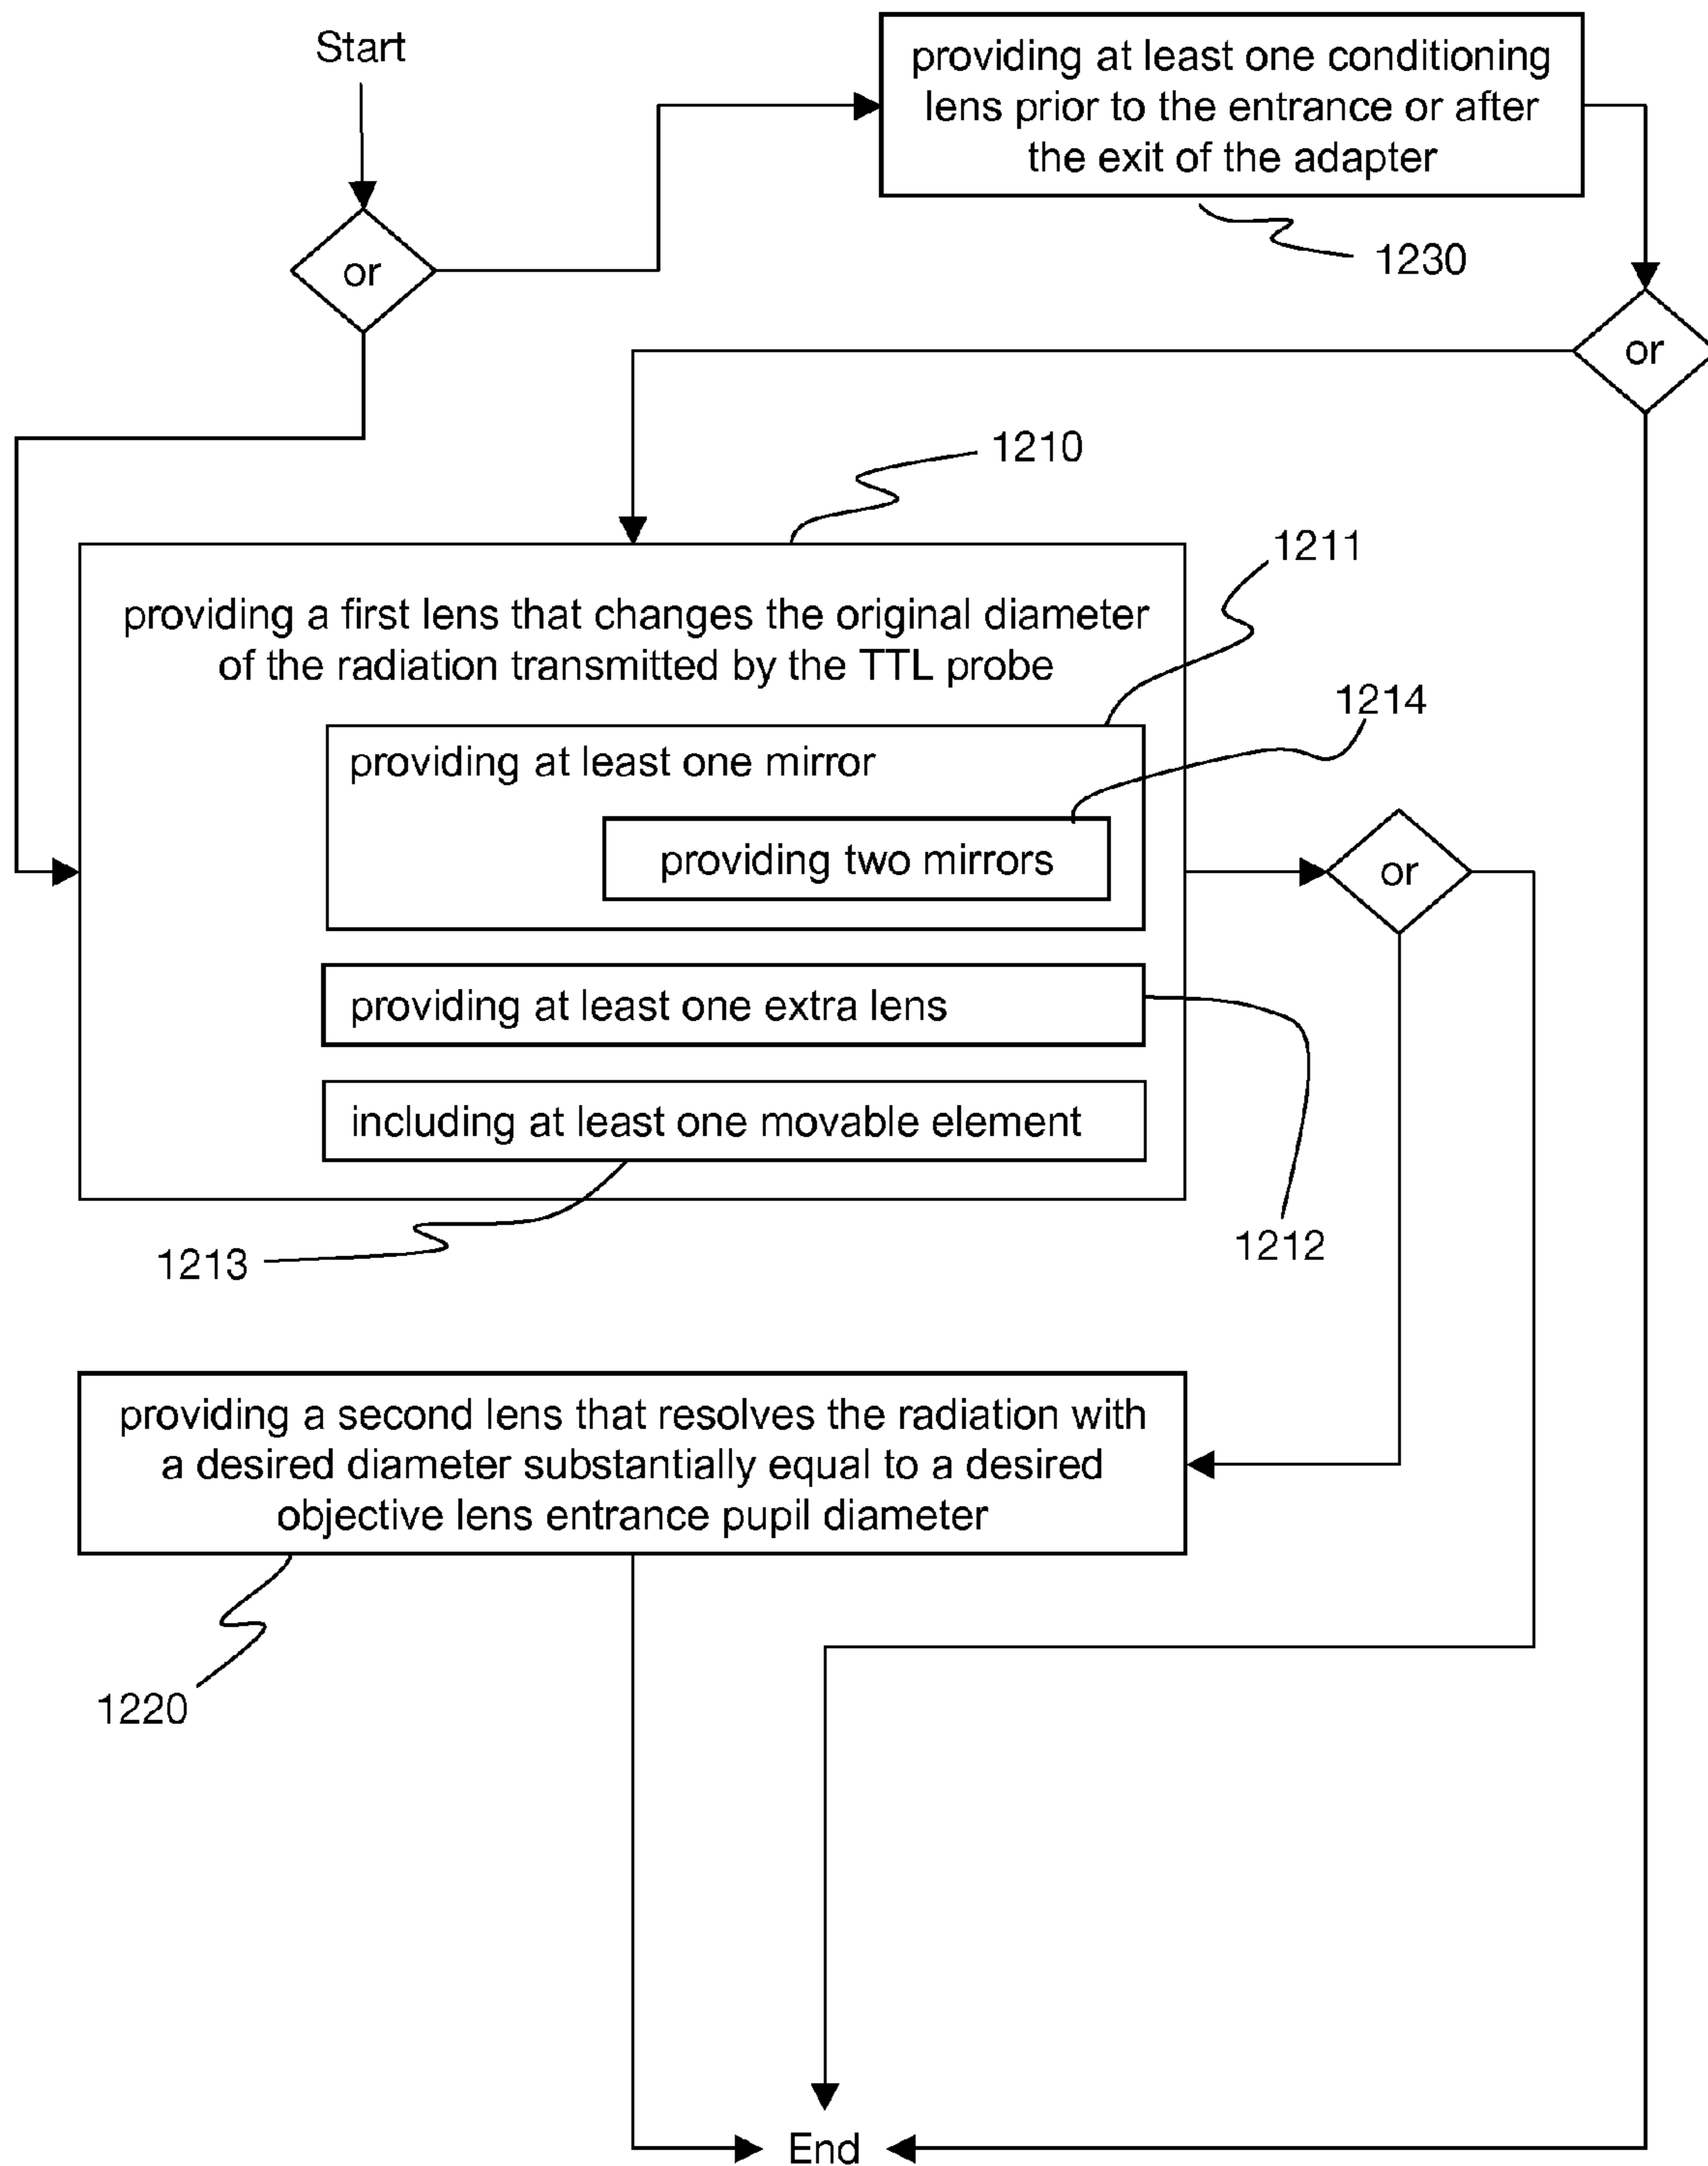 Start
providing at least one conditioning
lens prior to the entrance or after
the exit of the adapter
1230
or
or
1210
1211
providing a first lens that changes the original diameter
of the radiation transmitted by the TTL probe
1214
providing at least one mirror
providing two mirrors
or
providing at least one extra lens
including at least one movable element
1212
1213
providing a second lens that resolves the radiation with
a desired diameter substantially equal to a desired
objective lens entrance pupil diameter
1220
End